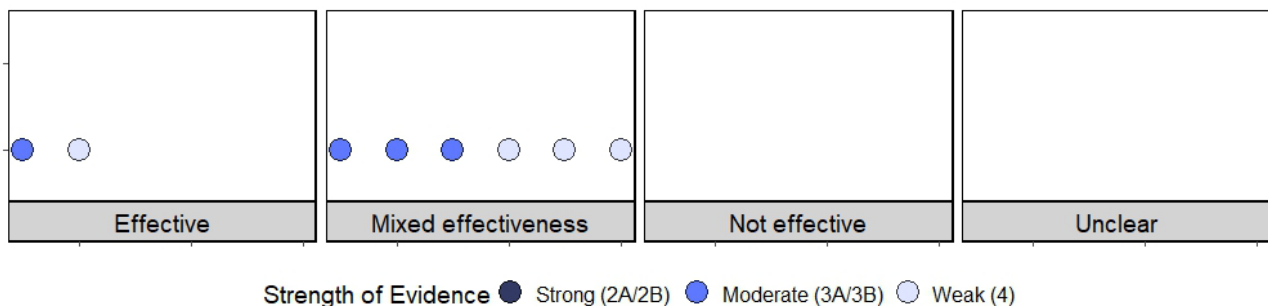 Effective
Mixed effectiveness
Not effective
Unclear
Strength of Evidence Strong (2A/2B) Moderate (3A/3B) Weak (4)